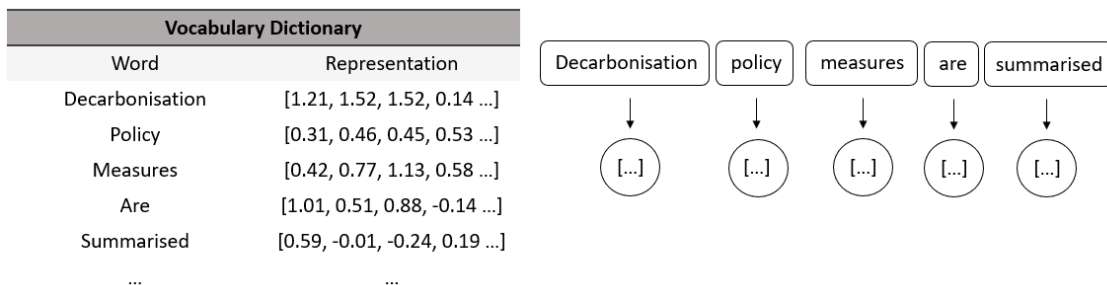 Vocabulary Dictionary
Word Representation
Decarbonisation [1.21, 1.52, 1.52, 0.14 ...]
Policy [0.31, 0.46, 0.45, 0.53 ...]
Measures [0.42, 0.77, 1.13, 0.58 ...]
Are [1.01, 0.51, 0.88, -0.14 ...]
Summarised [0.59, -0.01, -0.24, 0.19 ...]
... ...
Decarbonisation policy measures are summarised
[...] [...] [...] [...] [...]